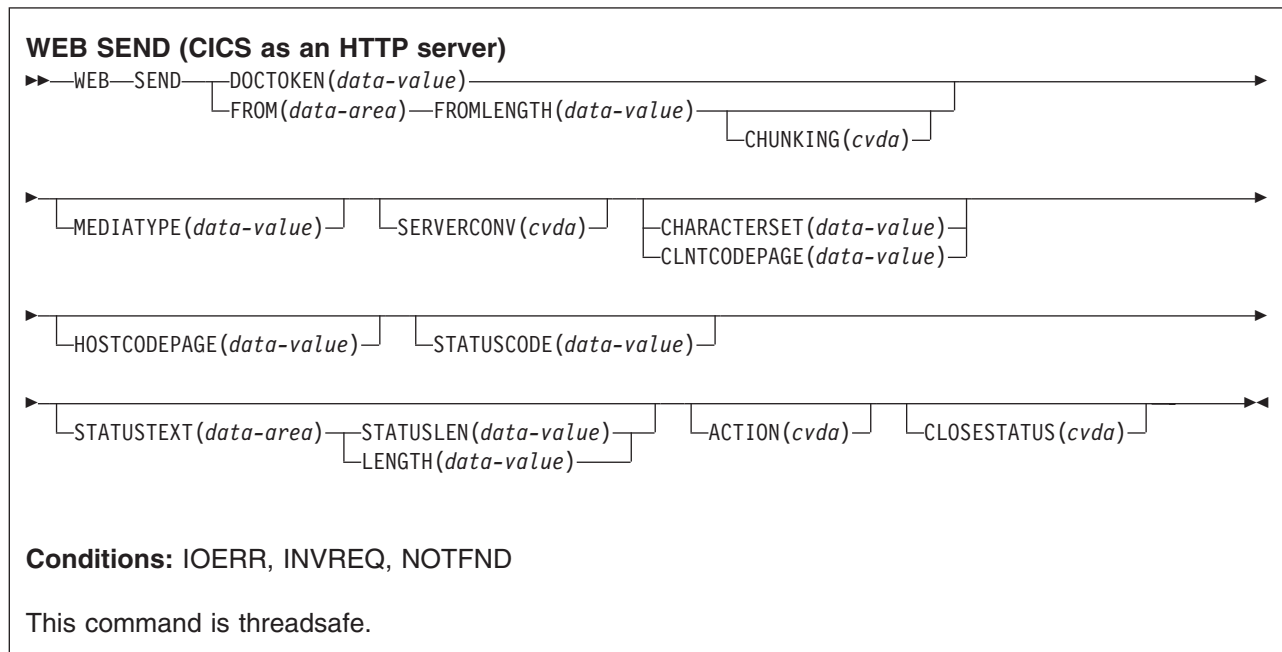 WEB SEND (CICS as an HTTP server)
WEB SEND DOCTOKEN(data-value)
FROM(data-area) FROMLENGTH(data-value)
CHUNKING(cvda)
MEDIATYPE(data-value) SERVERCONV(cvda) CHARACTERSET(data-value)
CLNTCODEPAGE(data-value)
HOSTCODEPAGE(data-value) STATUSCODE(data-value)
STATUSTEXT(data-area) STATUSLEN(data-value) ACTION(cvda) CLOSESTATUS(cvda)
LENGTH(data-value)
Conditions: IOERR, INVREQ, NOTFND
This command is threadsafe.